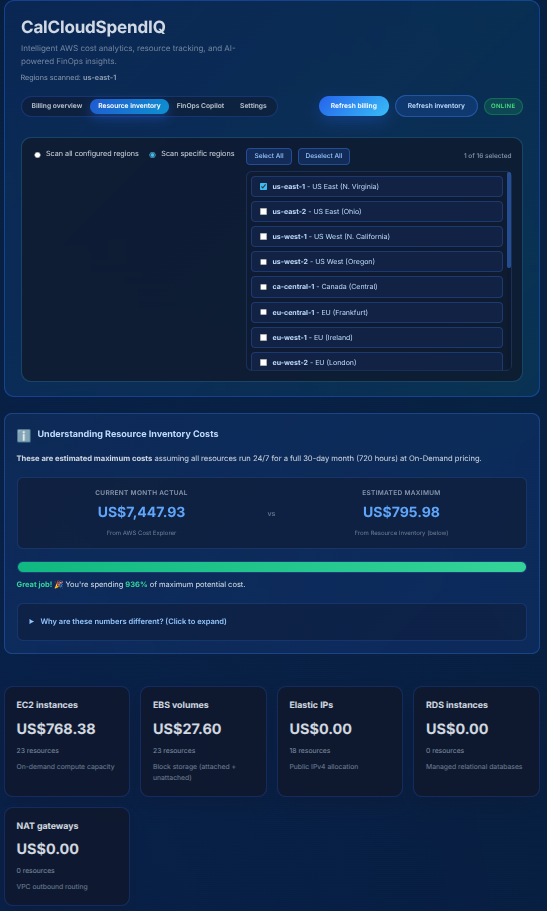 CalCloudSpendIQ
Intelligent AWS cost analytics, resource tracking, and AI-
powered FinOps insights.
Regions scanned: us-east-1
Billing overview
Resource inventory
FinOps Copilot
Settings
Refresh billing
Refresh inventory
ONLINE
Scan all configured regions
Scan specific regions
Select All
Deselect All
1 of 16 selected
us-east-1 - US East (N. Virginia)
us-east-2 - US East (Ohio)
us-west-1 - US West (N. California)
us-west-2 - US West (Oregon)
ca-central-1 - Canada (Central)
eu-central-1 - EU (Frankfurt)
eu-west-1 - EU (Ireland)
eu-west-2 - EU (London)
Understanding Resource Inventory Costs
These are estimated maximum costs assuming all resources run 24/7 for a full 30-day month (720 hours) at On-Demand pricing.
CURRENT MONTH ACTUAL
US$7,447.93
From AWS Cost Explorer
vs
ESTIMATED MAXIMUM
US$795.98
From Resource Inventory (below)
Great job! 🎉 You're spending 936% of maximum potential cost.
► Why are these numbers different? (Click to expand)
EC2 instances
US$768.38
23 resources
On-demand compute capacity
EBS volumes
US$27.60
23 resources
Block storage (attached +
unattached)
Elastic IPs
US$0.00
18 resources
Public IPv4 allocation
RDS instances
US$0.00
0 resources
Managed relational databases
NAT gateways
US$0.00
0 resources
VPC outbound routing